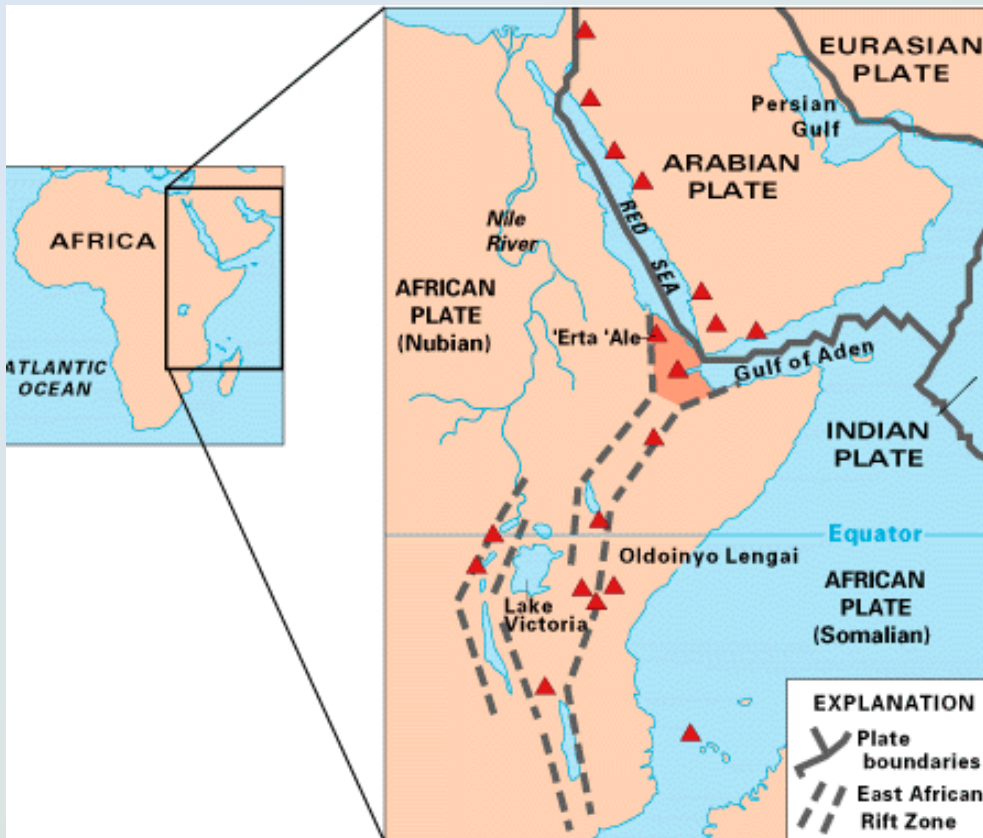 AFRICA
ATLANTIC
OCEAN
EURASIAN
PLATE
Persian
Gulf
ARABIAN
PLATE
Nile
River
RED
SEA
AFRICAN
PLATE
(Nubian)
'Erta 'Ale
Gulf of Aden
INDIAN
PLATE
Equator
Oldoinyo Lengai
AFRICAN
PLATE
(Somalian)
Lake
Victoria
EXPLANATION
Plate
boundaries
East African
Rift Zone